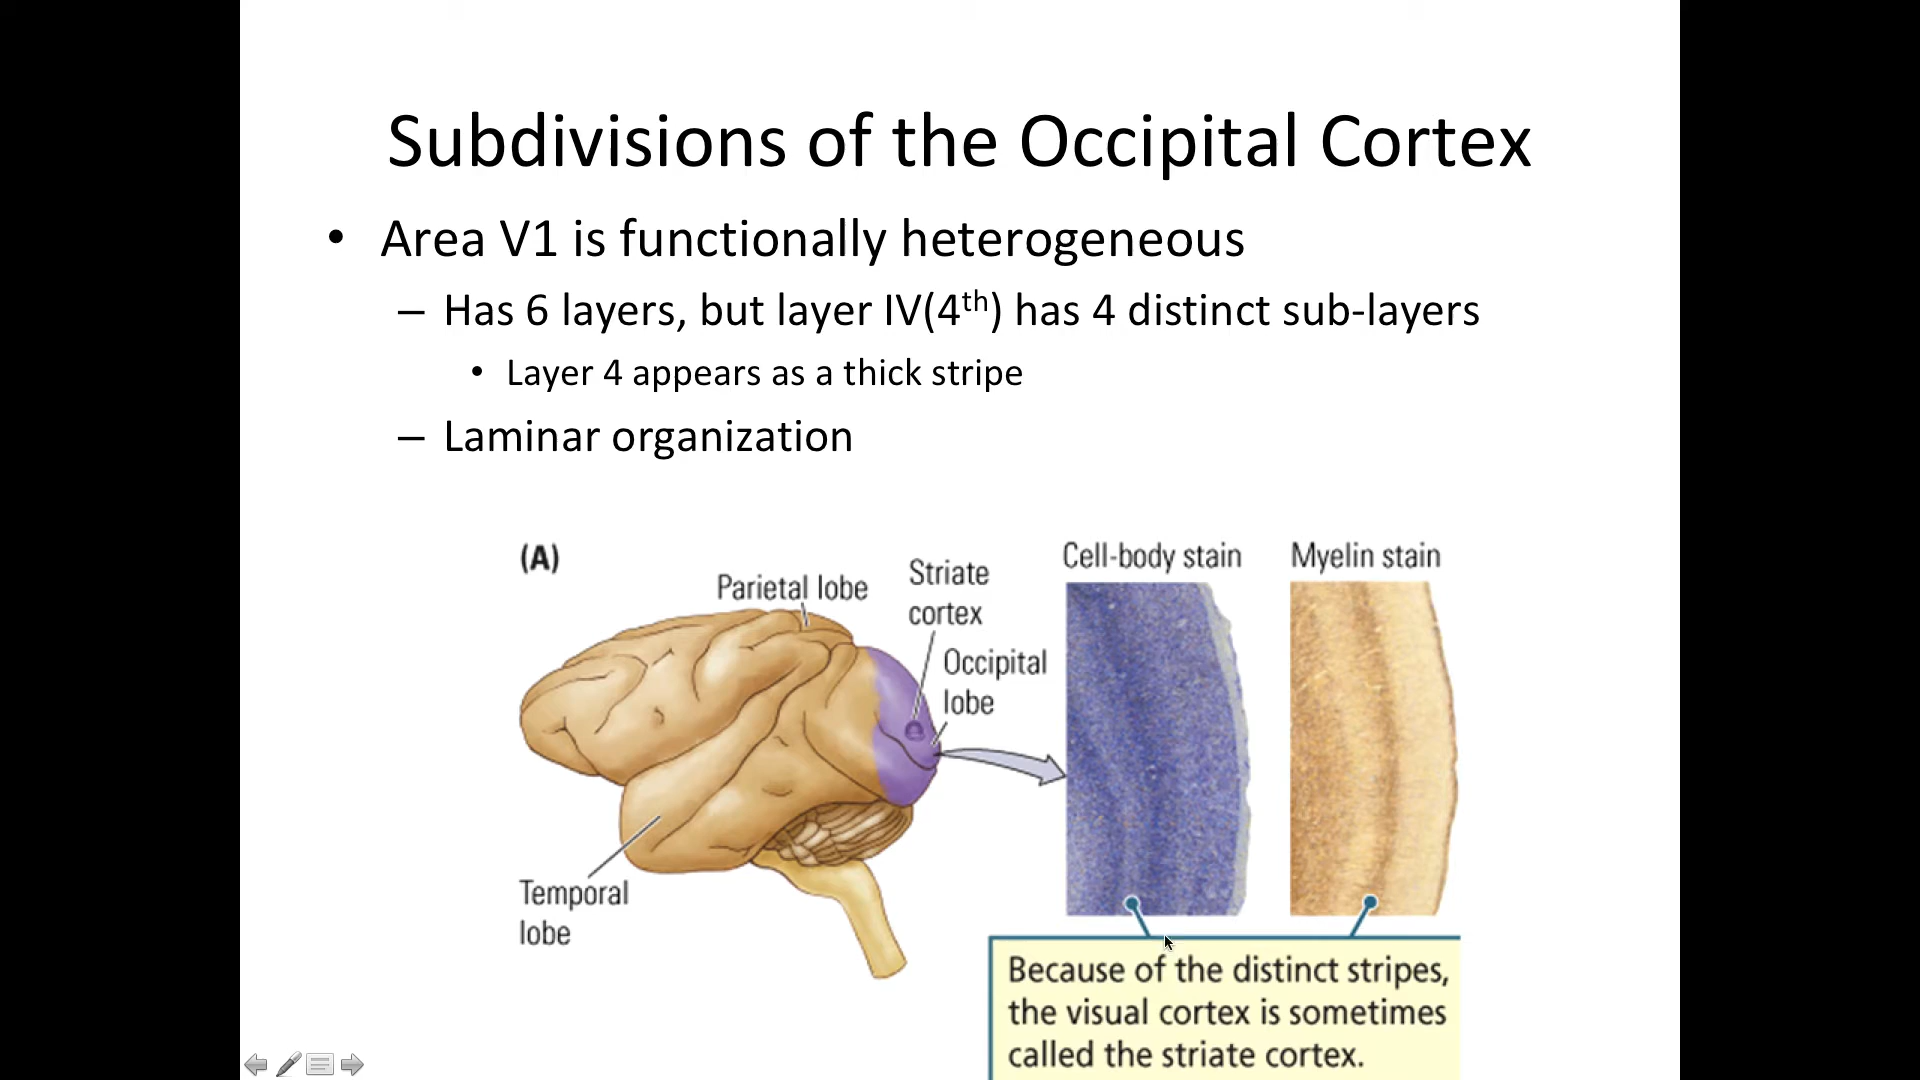 Subdivisions of the Occipital Cortex
• Area V1 is functionally heterogeneous
– Has 6 layers, but layer IV(4th) has 4 distinct sub-layers
• Layer 4 appears as a thick stripe
– Laminar organization
(A)
Parietal lobe
Striate
cortex
Occipital
lobe
Temporal
lobe
Cell-body stain
Myelin stain
Because of the distinct stripes,
the visual cortex is sometimes
called the striate cortex.